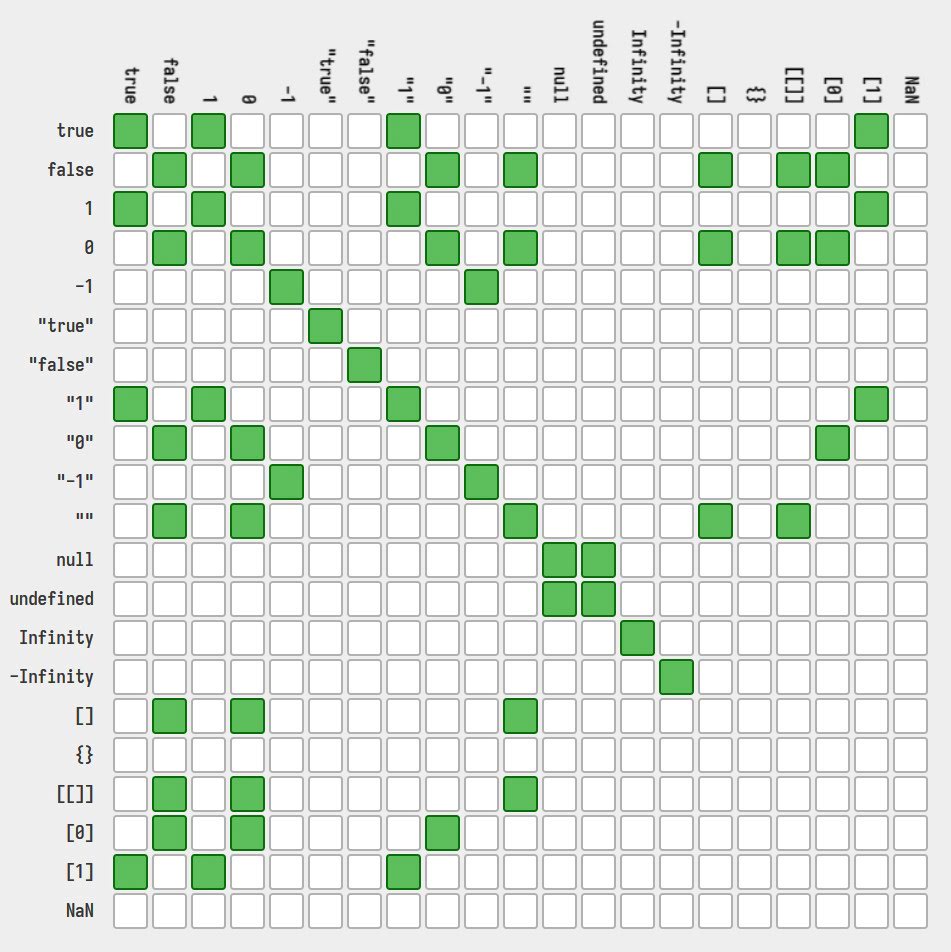 true
false
1
0
-1
"true"
"false"
"1"
"0"
"-1"
""
null
undefined
Infinity
-Infinity
[]
{}
[[]]
[0]
[1]
NaN
true
false
1
0
-1
"true"
"false"
"1"
"0"
"-1"
""
null
undefined
Infinity
-Infinity
[]
{}
[[]]
[0]
[1]
NaN